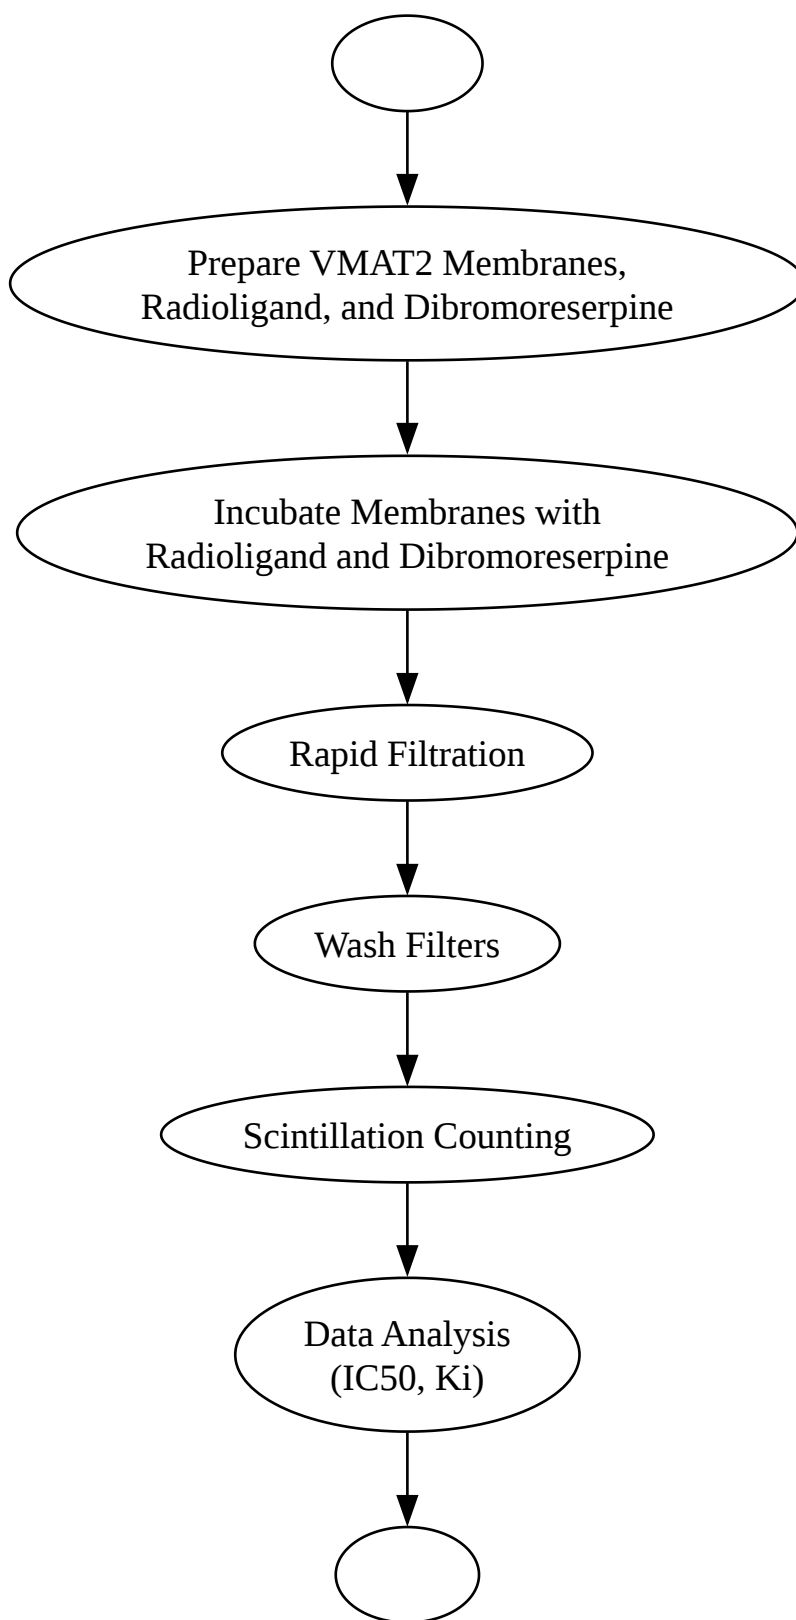 Prepare VMAT2 Membranes,
Radioligand, and Dibromoreserpine
Incubate Membranes with
Radioligand and Dibromoreserpine
Rapid Filtration
Wash Filters
Scintillation Counting
Data Analysis
(IC50, Ki)